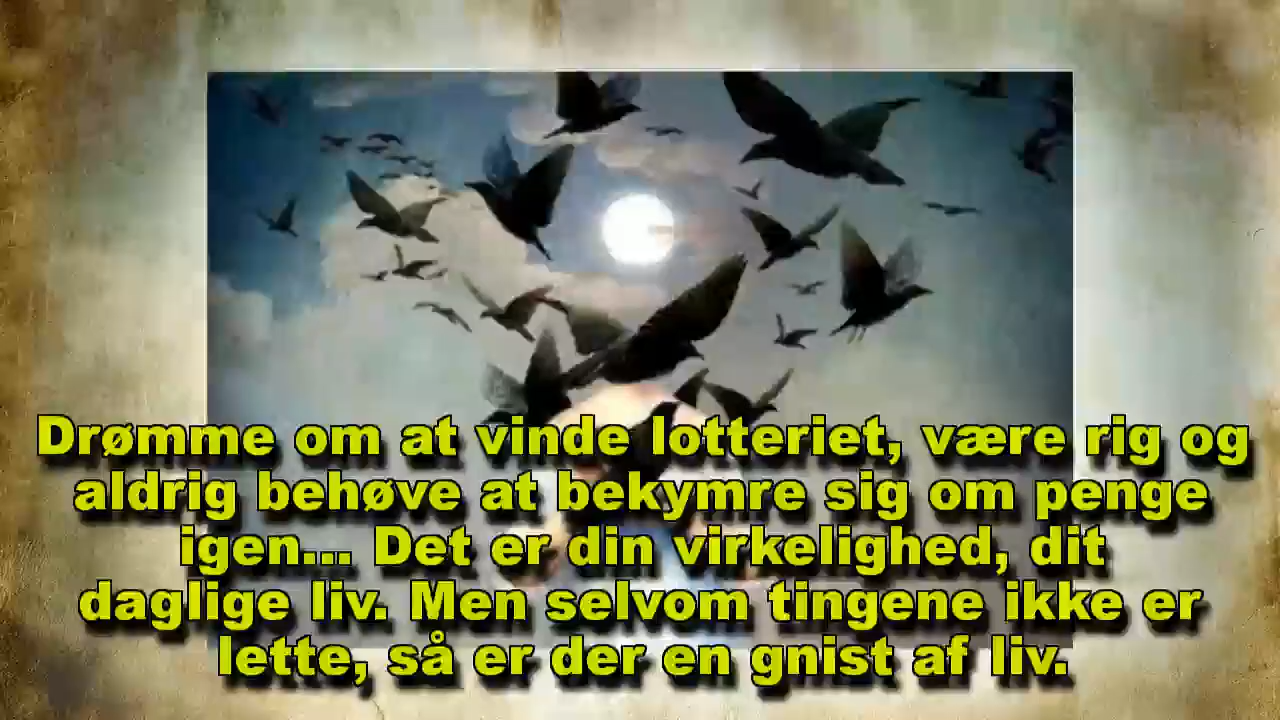 Drømme om at vinde lotteriet, være rig og
aldrig behøve at bekymre sig om penge
igen... Det er din virkelighed, dit
daglige liv. Men selvom tingene ikke er
lette, så er der en gnist af liv.